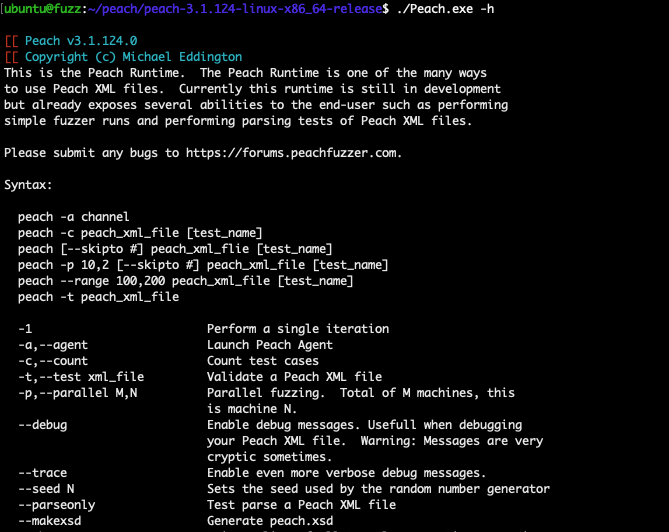 ubuntu@fuzz:~/peach/peach-3.1.124-linux-x86_64-release$ ./Peach.exe -h
[[ Peach v3.1.124.0
[[ Copyright (c) Michael Eddington
This is the Peach Runtime.  The Peach Runtime is one of the many ways
to use Peach XML files.  Currently this runtime is still in development
but already exposes several abilities to the end-user such as performing
simple fuzzer runs and performing parsing tests of Peach XML files.
Please submit any bugs to https://forums.peachfuzzer.com.
Syntax:
peach -a channel
peach -c peach_xml_file [test_name]
peach [--skipto #] peach_xml_flie [test_name]
peach -p 10,2 [--skipto #] peach_xml_file [test_name]
peach --range 100,200 peach_xml_file [test_name]
peach -t peach_xml_file
-1                         Perform a single iteration
-a,--agent                 Launch Peach Agent
-c,--count                 Count test cases
-t,--test xml_file         Validate a Peach XML file
-p,--parallel M,N          Parallel fuzzing.  Total of M machines, this
is machine N.
--debug                    Enable debug messages. Usefull when debugging
your Peach XML file.  Warning: Messages are very
cryptic sometimes.
--trace                    Enable even more verbose debug messages.
--seed N                   Sets the seed used by the random number generator
--parseonly                Test parse a Peach XML file
--makexsd                  Generate peach.xsd